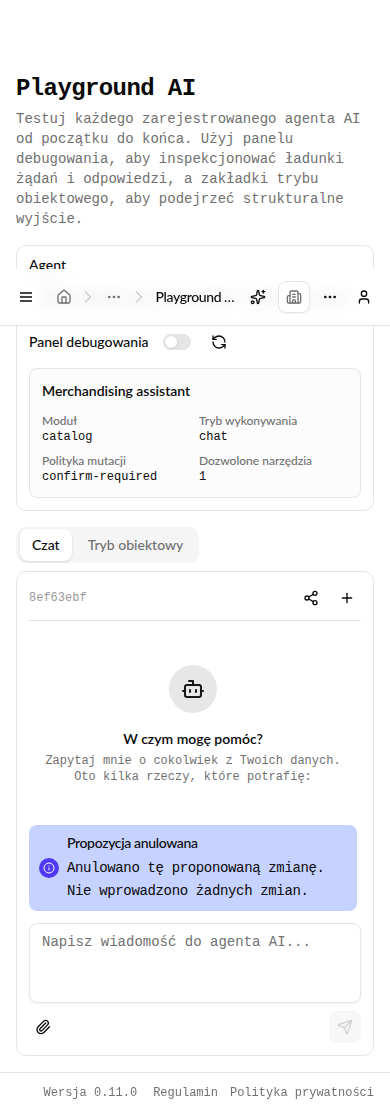 Playground AI
Testuj każdego zarejestrowanego agenta AI
od początku do końca. Użyj panelu
debugowania, aby inspekcjonować ładunki
żądań i odpowiedzi, a zakładki trybu
obiektowego, aby podejrzeć strukturalne
wyjście.
Agent
Playground ...
Panel debugowania
Merchandising assistant
Moduł
catalog
Tryb wykonywania
chat
Polityka mutacji
confirm-required
Dozwolone narzędzia
1
Czat
Tryb obiektowy
8ef63ebf
W czym mogę pomóc?
Zapytaj mnie o cokolwiek z Twoich danych.
Oto kilka rzeczy, które potrafię:
Propozycja anulowana
Anulowano tę proponowaną zmianę.
Nie wprowadzono żadnych zmian.
Napisz wiadomość do agenta AI...
Wersja 0.11.0 Regulamin Polityka prywatności